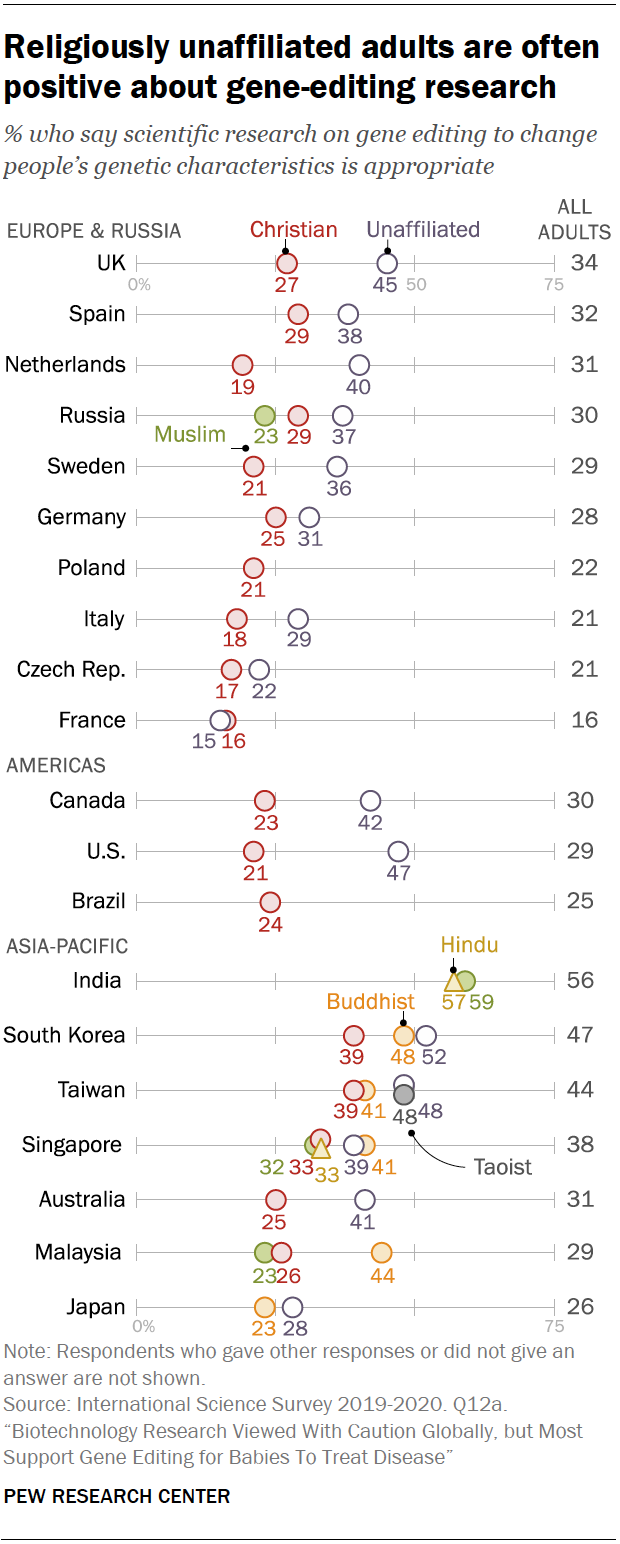 Religiously unaffiliated adults are often
positive about gene-editing research
% who say scientific research on gene editing to change
people's genetic characteristics is appropriate
ALL
ADULTS
EUROPE & RUSSIA Christian Unaffiliated
UK 34
0% 27 45 50 75
Spain 32
29 38
Netherlands 31
19 40
Russia 30
Muslim 23 29 37
Sweden 29
21 36
Germany 28
25 31
Poland 22
21
Italy 21
18 29
Czech Rep. 21
17 22
France 16
15 16
AMERICAS
Canada 30
23 42
U.S. 29
21 47
Brazil 25
24
ASIA-PACIFIC Hindu
India 56
57 59
Buddhist
South Korea 47
39 48 52
Taiwan 44
39 41 48 48
Singapore 38
32 33 33 39 41
Taoist
Australia 31
25 41
Malaysia 29
23 26 44
Japan 26
0% 23 28 75
Note: Respondents who gave other responses or did not give an
answer are not shown.
Source: International Science Survey 2019-2020. Q12a.
“Biotechnology Research Viewed With Caution Globally, but Most
Support Gene Editing for Babies To Treat Disease”
PEW RESEARCH CENTER